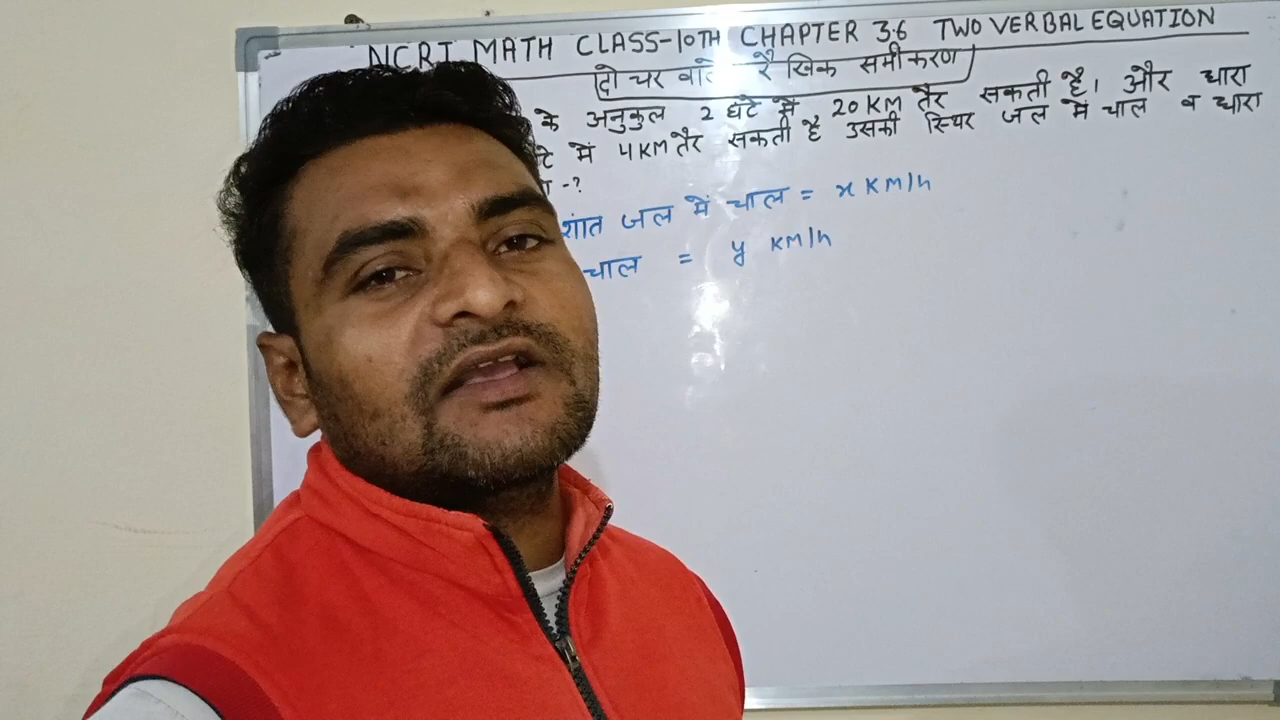 NCRT MATH CLASS-10TH CHAPTER 3.6 TWO VERBAL EQUATION
दो चर वाले रैखिक समीकरण
के अनुकुल 2 घंटे में 20 KM तैर सकती है। और धारा
टे में 4 KM तैर सकती है उसकी स्थिर जल में चाल व धारा
-?
शांत जल में चाल = x KM/h
चाल = y KM/h